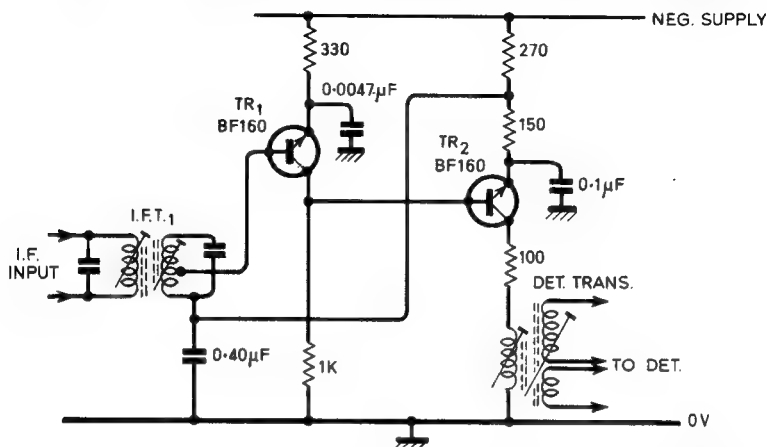 NEG. SUPPLY
330
270
0·0047µF
TR1
BF160
150
TR2
BF160
0·1µF
I.F.T.1
I.F.
INPUT
100
DET. TRANS.
0·40µF
1K
TO DET.
0V